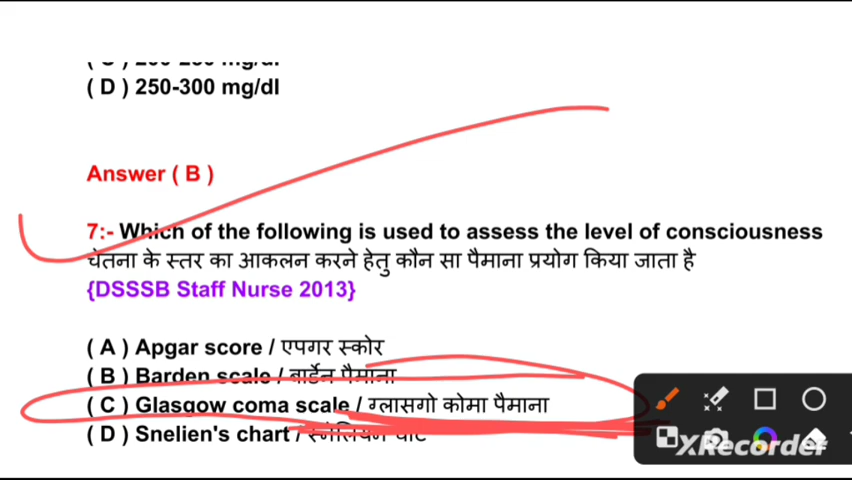 ( D ) 250-300 mg/dl
Answer ( B )
7:- Which of the following is used to assess the level of consciousness
चेतना के स्तर का आकलन करने हेतु कौन सा पैमाना प्रयोग किया जाता है
{DSSSB Staff Nurse 2013}
( A ) Apgar score / एपगर स्कोर
( B ) Barden scale / बार्डेन पैमाना
( C ) Glasgow coma scale / ग्लासगो कोमा पैमाना
( D ) Snelien's chart /
XRecorder